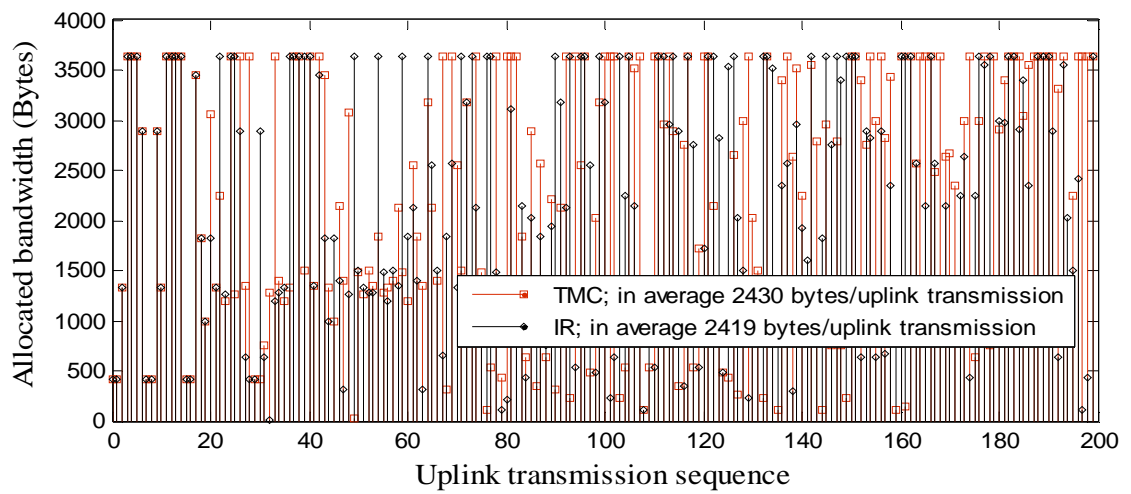 Allocated bandwidth (Bytes)
4000
3500
3000
2500
2000
1500
1000
500
0
TMC; in average 2430 bytes/uplink transmission
IR; in average 2419 bytes/uplink transmission
0 20 40 60 80 100 120 140 160 180 200
Uplink transmission sequence